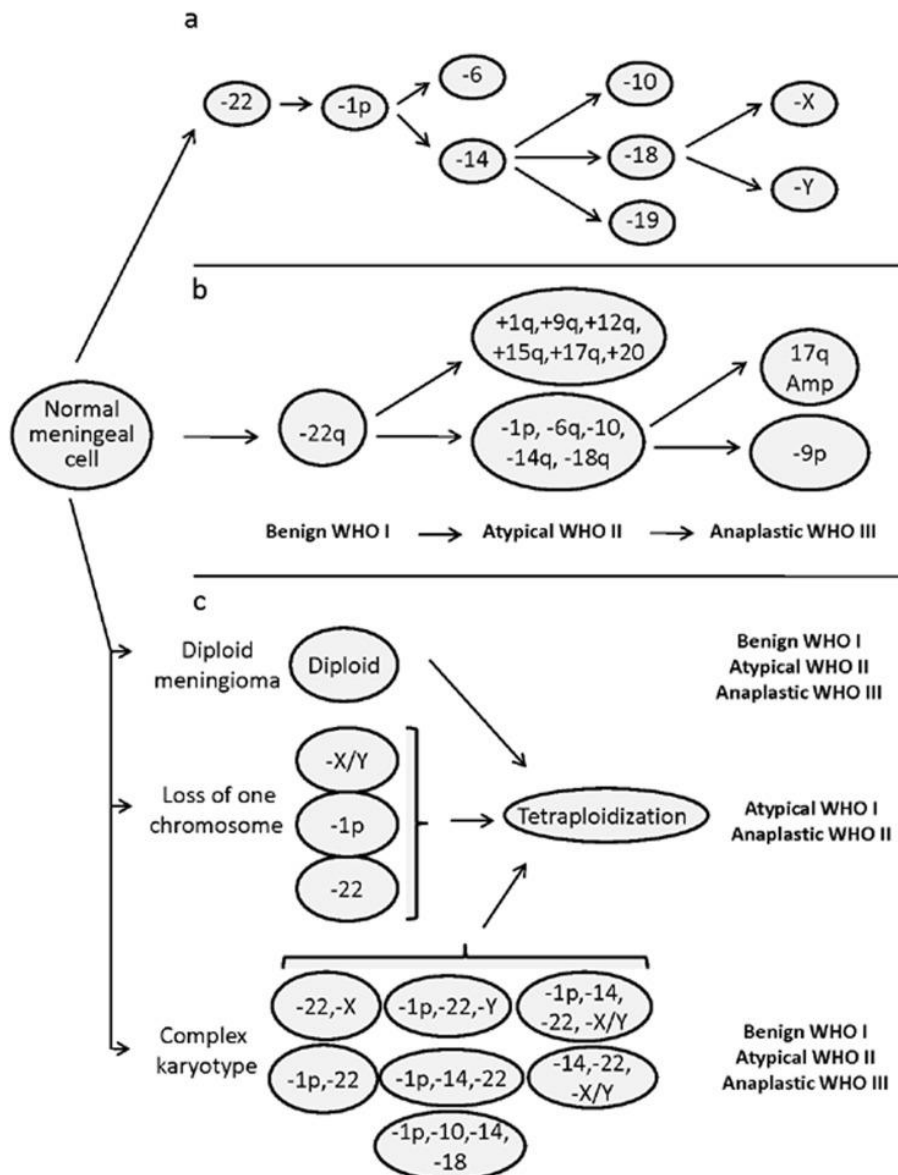 a
-22
-1p
-6
-14
-10
-18
-19
-X
-Y
b
Normal
meningeal
cell
-22q
+1q,+9q,+12q,
+15q,+17q,+20
-1p, -6q, -10,
-14q, -18q
17q
Amp
-9p
Benign WHO I
Atypical WHO II
Anaplastic WHO III
c
Diploid
meningioma
Diploid
Benign WHO I
Atypical WHO II
Anaplastic WHO III
Loss of one
chromosome
-X/Y
-1p
-22
Tetraploidization
Atypical WHO I
Anaplastic WHO II
Complex
karyotype
-22,-X
-1p,-22,-Y
-1p,-14,
-22, -X/Y
-1p,-22
-1p,-14,-22
-14,-22,
-X/Y
-1p,-10,-14,
-18
Benign WHO I
Atypical WHO II
Anaplastic WHO III